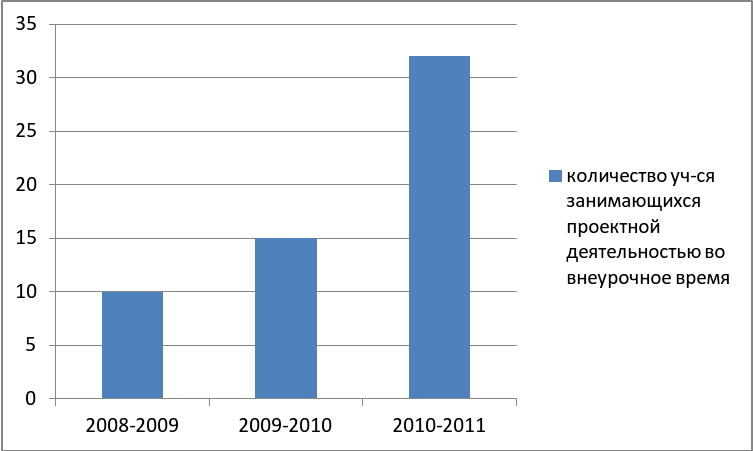 35
30
25
20
15
10
5
0
2008-2009
2009-2010
2010-2011
количество уч-ся
занимающихся
проектной
деятельностью во
внеурочное время